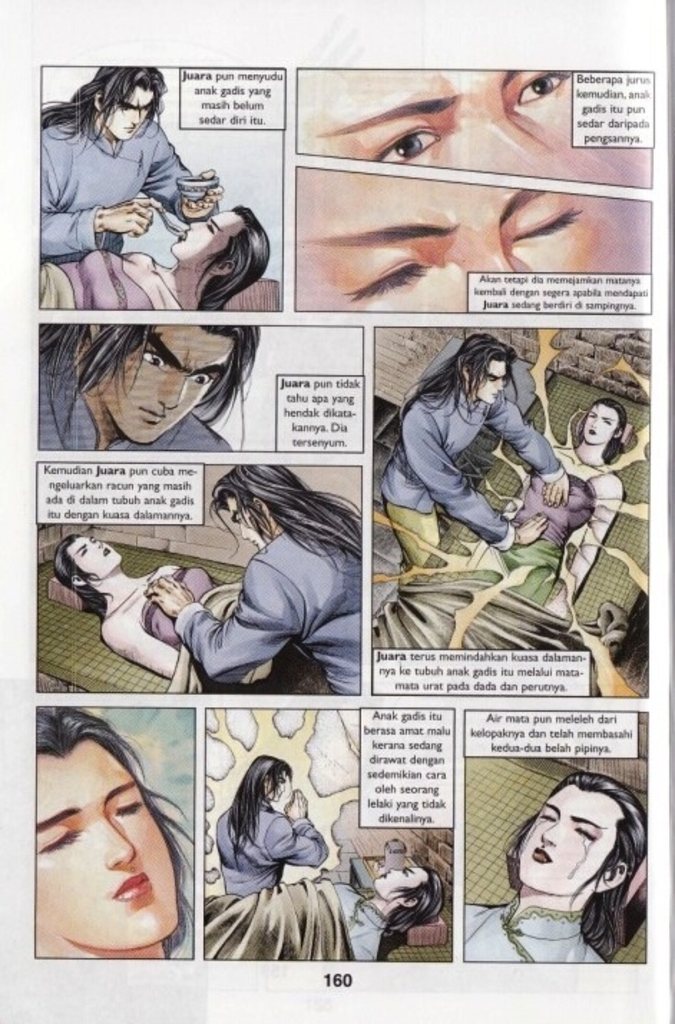 Juara pun menyudu
anak gadis yang
masih belum
sedar diri itu.
Beberapa jurus
kemudian, anak
gadis itu pun
sedar daripada
pengsannya.
Akan tetapi dia memejamkan matanya
kembali dengan segera apabila mendapati
Juara sedang berdiri di sampingnya.
Juara pun tidak
tahu apa yang
hendak dikata-
kannya. Dia
tersenyum.
Kemudian Juara pun cuba me-
ngeluarkan racun yang masih
ada di dalam tubuh anak gadis
itu dengan kuasa dalamannya.
Juara terus memindahkan kuasa dalaman-
nya ke tubuh anak gadis itu melalui mata-
mata urat pada dada dan perutnya.
Anak gadis itu
berasa amat malu
kerana sedang
dirawat dengan
sedemikian cara
oleh seorang
lelaki yang tidak
dikenalinya.
Air mata pun meleleh dari
kelopaknya dan telah membasahi
kedua-dua belah pipinya.
160